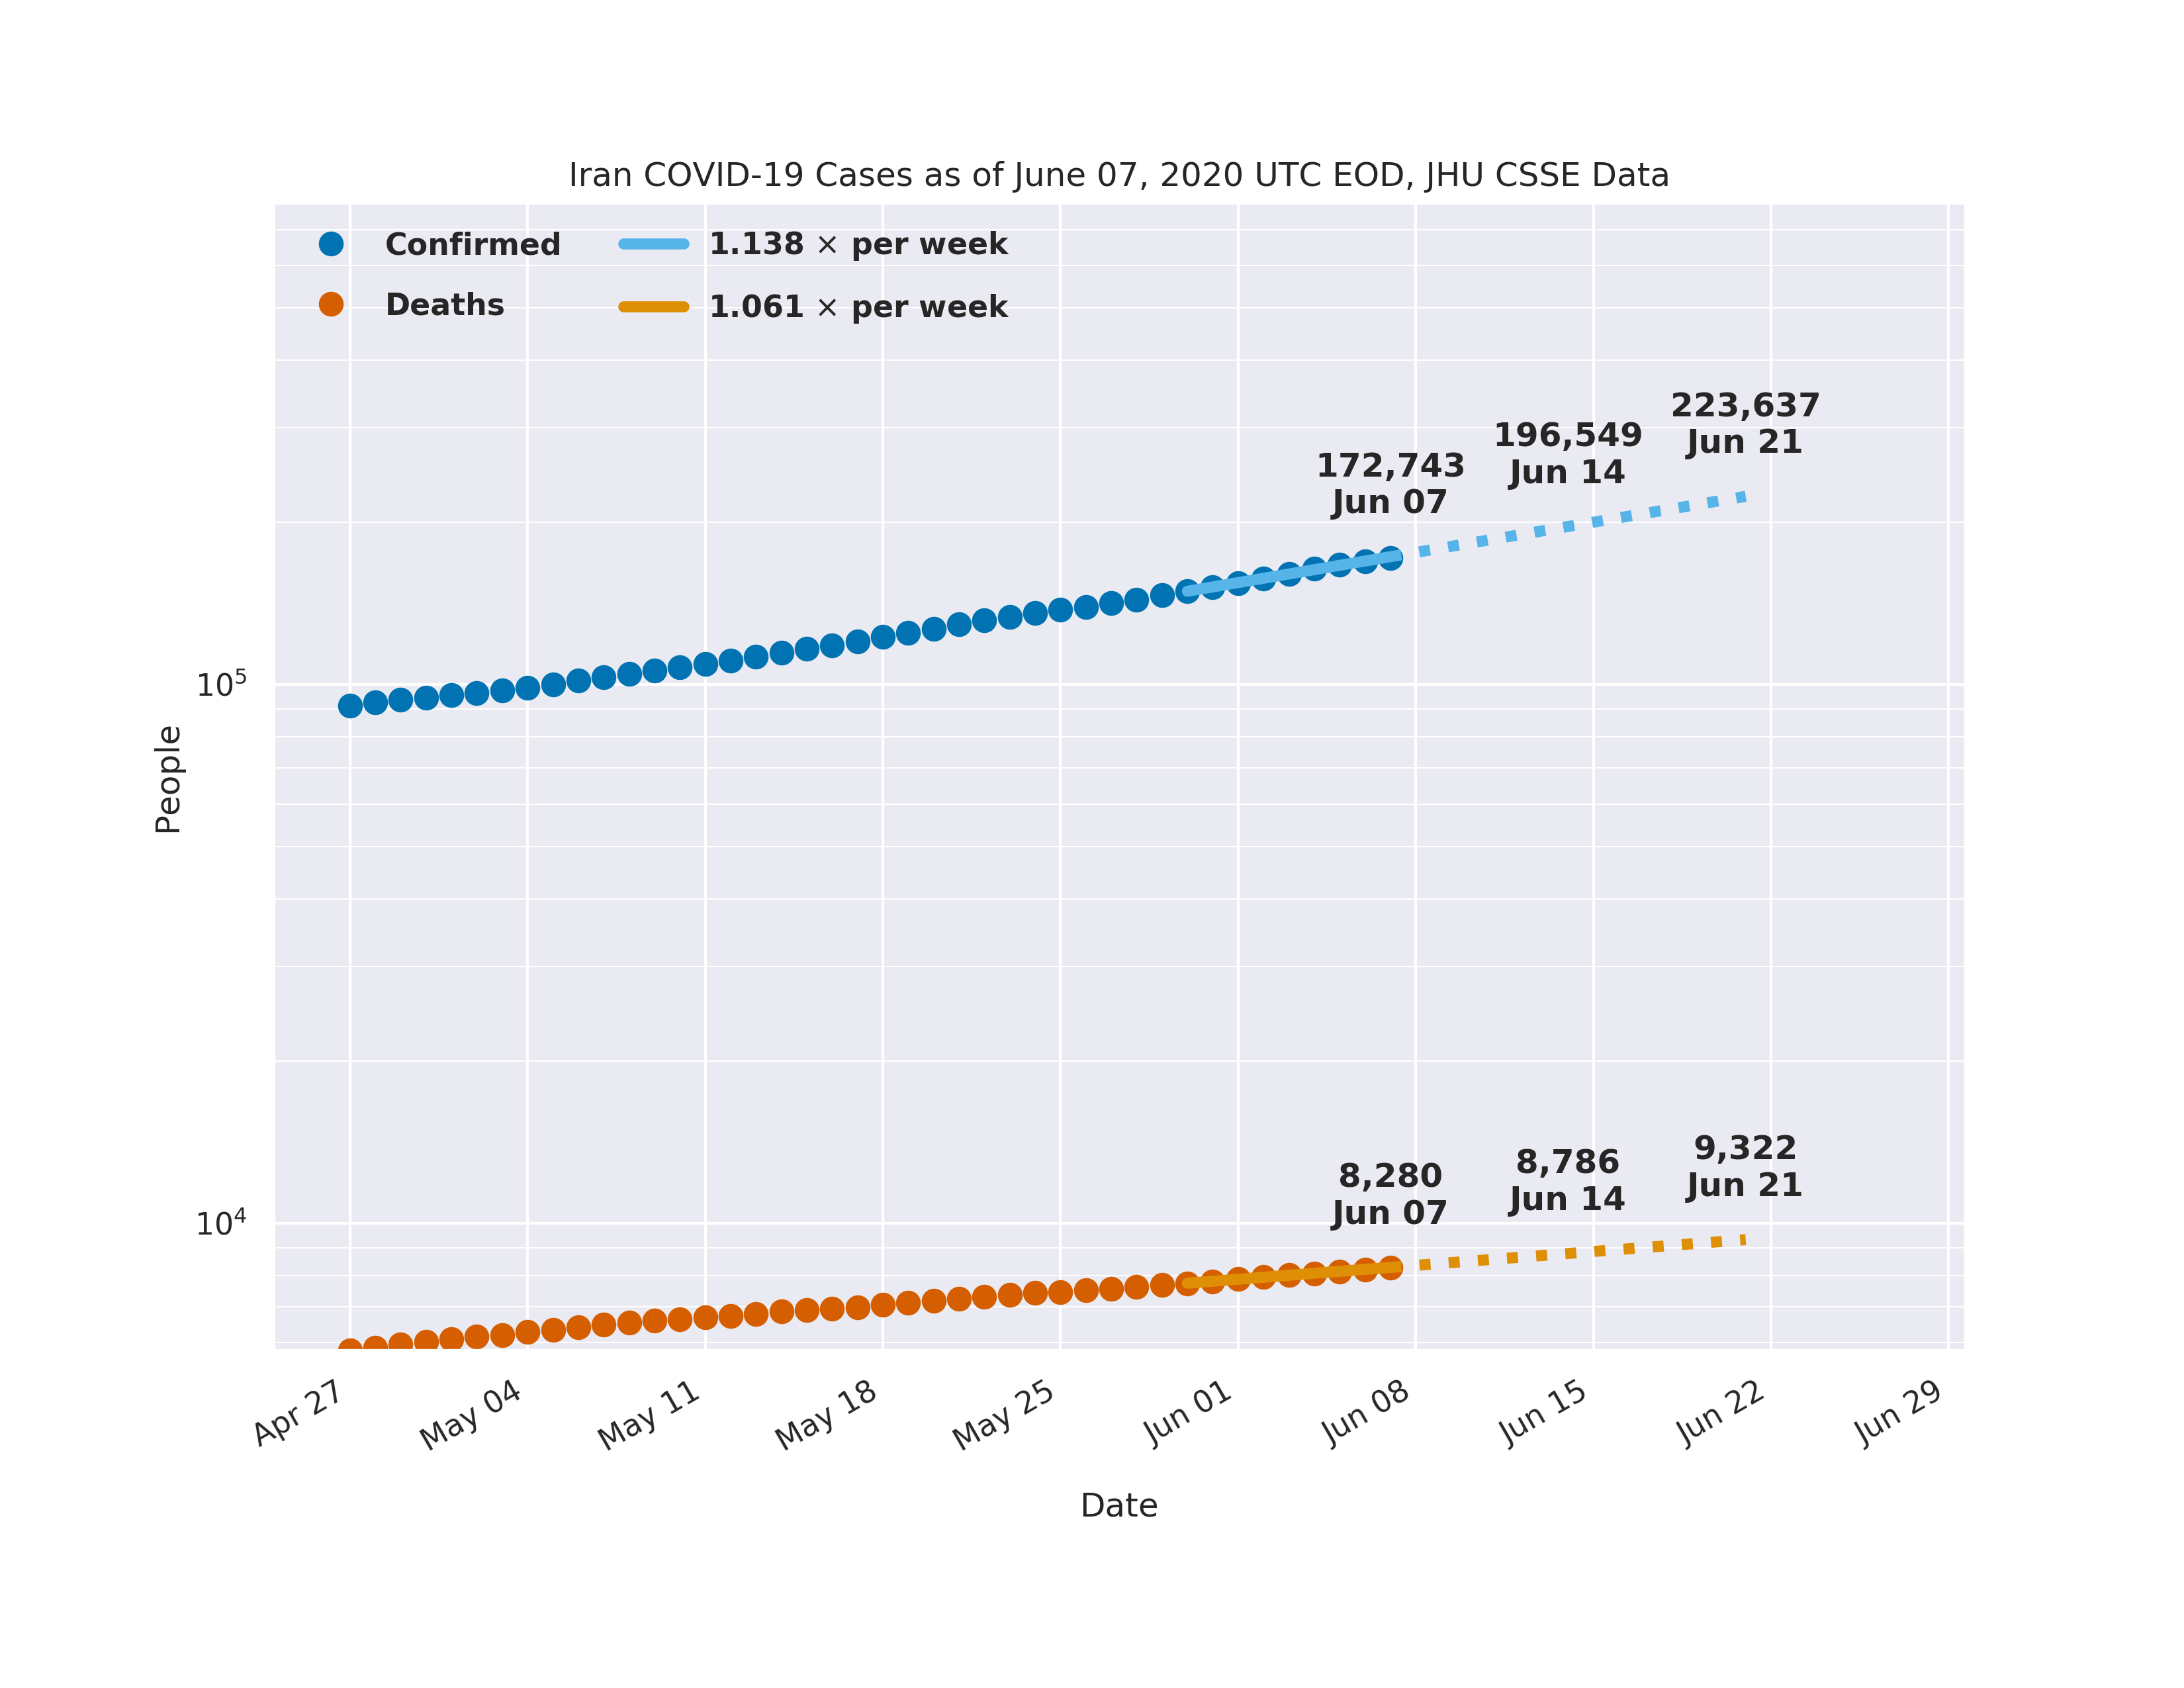 Iran COVID-19 Cases as of June 07, 2020 UTC EOD, JHU CSSE Data
Confirmed
Deaths
1.138 × per week
1.061 × per week
223,637
Jun 21
196,549
Jun 14
172,743
Jun 07
10⁵
People
9,322
Jun 21
8,786
Jun 14
8,280
Jun 07
10⁴
Apr 27
May 04
May 11
May 18
May 25
Jun 01
Jun 08
Jun 15
Jun 22
Jun 29
Date